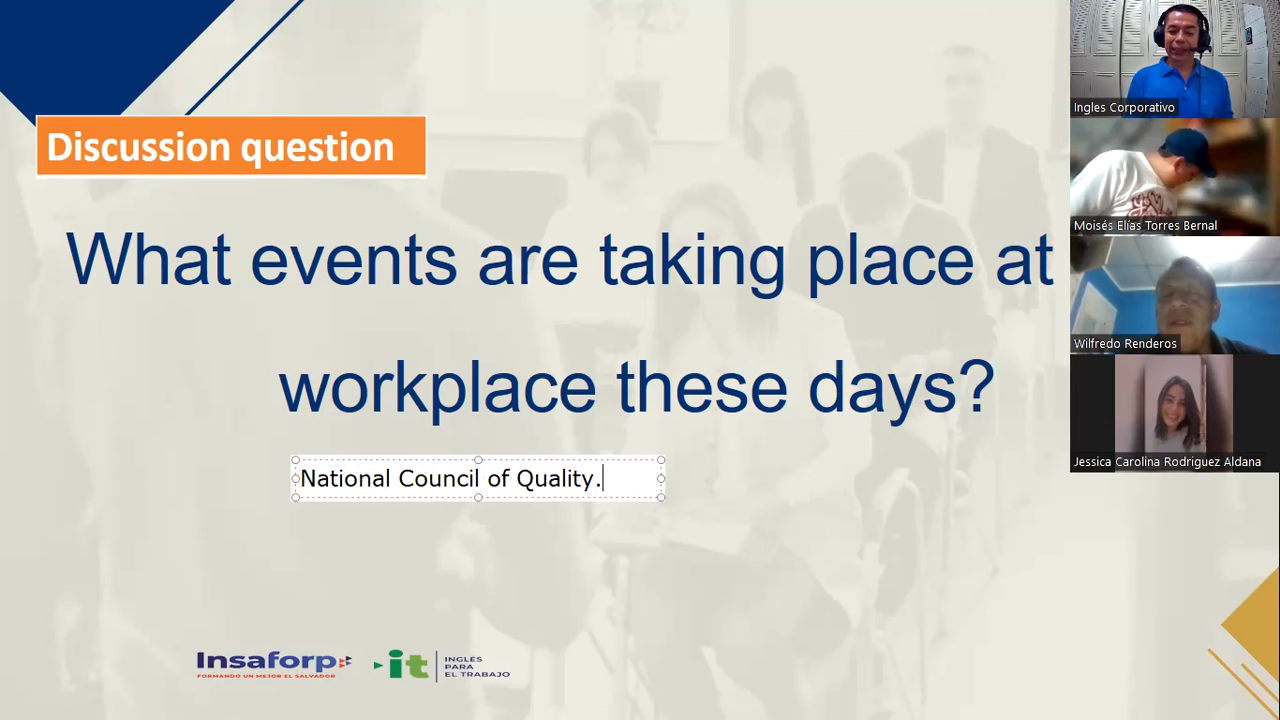 Discussion question
What events are taking place at
workplace these days?
National Council of Quality.
Insaforp
FORMANDO UN MEJOR EL SALVADOR
it
INGLÉS
PARA
EL TRABAJO
Ingles Corporativo
Moisés Elías Torres Bernal
Wilfredo Renderos
Jessica Carolina Rodriguez Aldana